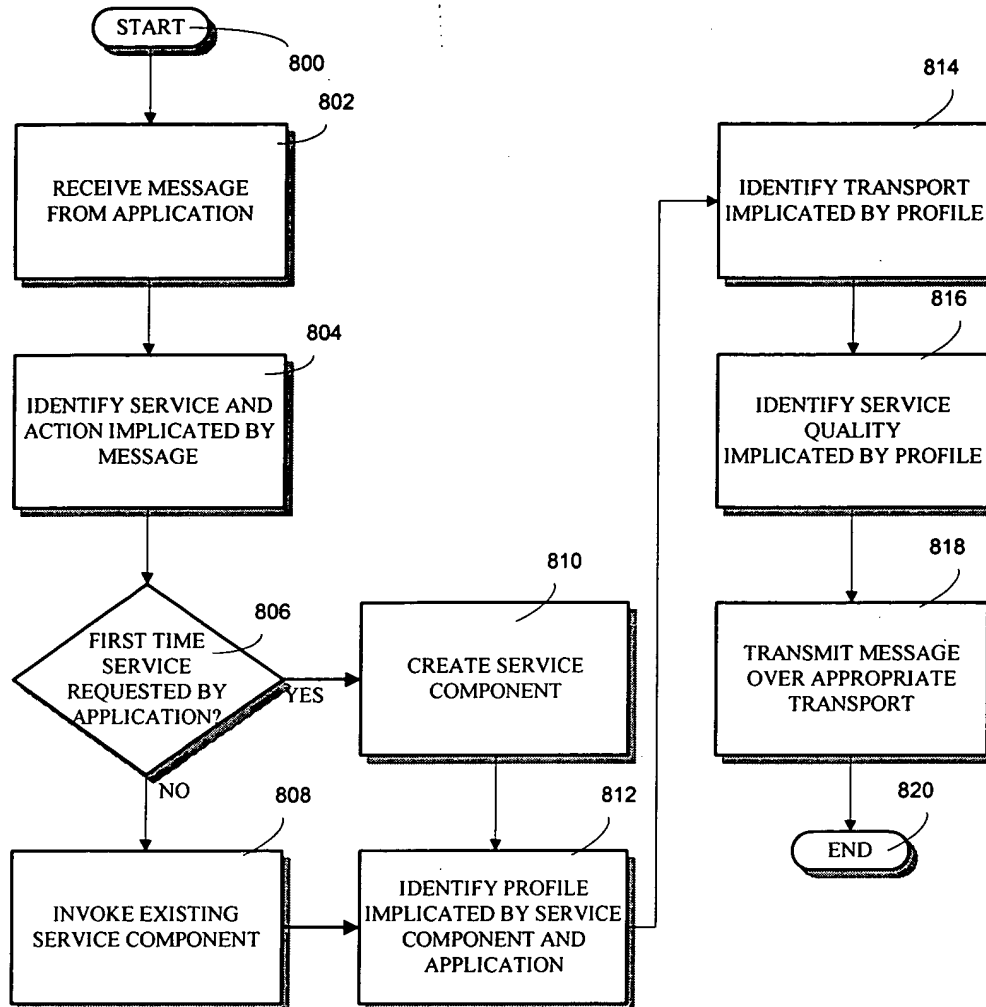 START
800
802
RECEIVE MESSAGE
FROM APPLICATION
804
IDENTIFY SERVICE AND
ACTION IMPLICATED BY
MESSAGE
806
FIRST TIME
SERVICE
REQUESTED BY
APPLICATION?
YES
NO
808
INVOKE EXISTING
SERVICE COMPONENT
810
CREATE SERVICE
COMPONENT
812
IDENTIFY PROFILE
IMPLICATED BY SERVICE
COMPONENT AND
APPLICATION
814
IDENTIFY TRANSPORT
IMPLICATED BY PROFILE
816
IDENTIFY SERVICE
QUALITY
IMPLICATED BY PROFILE
818
TRANSMIT MESSAGE
OVER APPROPRIATE
TRANSPORT
820
END